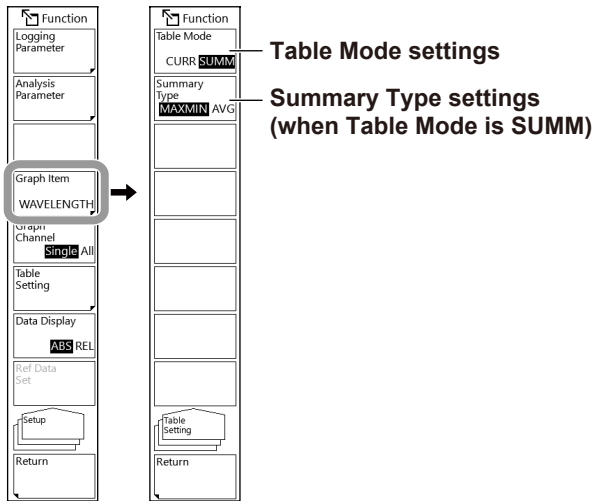 Function
Logging
Parameter
Analysis
Parameter
Graph Item
WAVELENGTH
Graph
Channel
Single All
Table
Setting
Data Display
ABS REL
Ref Data
Set
Setup
Return
Function
Table Mode
CURR SUMM
Summary
Type
MAXMIN AVG
Table
Setting
Return
Table Mode settings
Summary Type settings
(when Table Mode is SUMM)